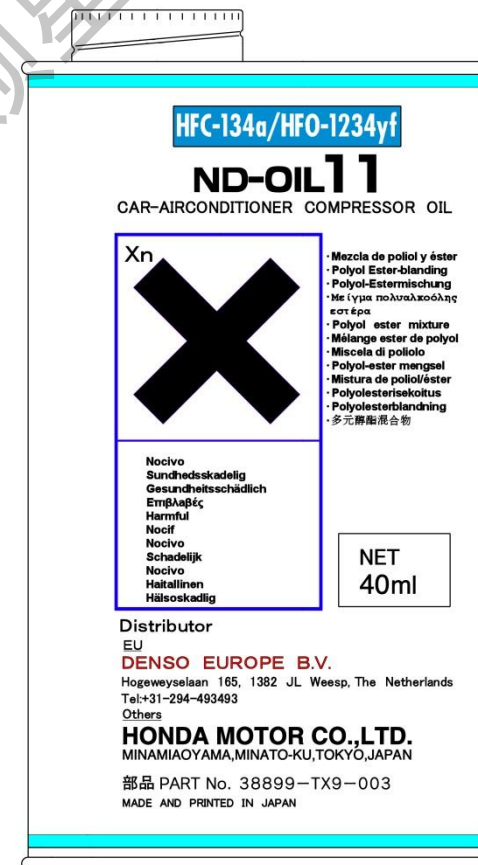 HFC-134a/HFO-1234yf
ND-OIL11
CAR-AIRCONDITIONER COMPRESSOR OIL
Xn
·Mezcla de poliol y éster
·Polyol Ester-blanding
·Polyol-Estermischung
·Μείγμα πολυαλκοόλης
εστέρα
·Polyol ester mixture
·Mélange ester de polyol
·Miscela di poliolo
·Polyol-ester mengsel
·Mistura de poliol/éster
·Polyolesterisekoitus
·Polyolesterblandning
·多元醇酯混合物
Nocivo
Sundhedsskadelig
Gesundheitsschädlich
Επιβλαβές
Harmful
Nocif
Nocivo
Schadelijk
Nocivo
Haitallinen
Hälsoskadlig
NET
40ml
Distributor
EU
DENSO EUROPE B.V.
Hogeweyselaan 165, 1382 JL Weesp, The Netherlands
Tel:+31-294-493493
Others
HONDA MOTOR CO.,LTD.
MINAMIAOYAMA,MINATO-KU,TOKYO,JAPAN
部品 PART No. 38899-TX9-003
MADE AND PRINTED IN JAPAN